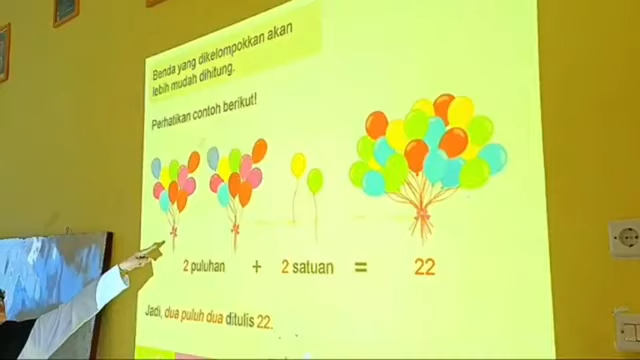 Benda yang dikelompokkan akan
lebih mudah dihitung.
Perhatikan contoh berikut!
2 puluhan + 2 satuan = 22
Jadi, dua puluh dua ditulis 22.